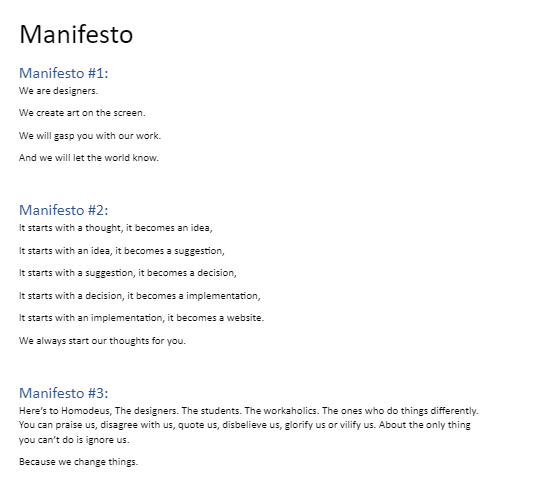 Manifesto
Manifesto #1:
We are designers.
We create art on the screen.
We will gasp you with our work.
And we will let the world know.
Manifesto #2:
It starts with a thought, it becomes an idea,
It starts with an idea, it becomes a suggestion,
It starts with a suggestion, it becomes a decision,
It starts with a decision, it becomes a implementation,
It starts with an implementation, it becomes a website.
We always start our thoughts for you.
Manifesto #3:
Here’s to Homodeus, The designers. The students. The workaholics. The ones who do things differently.
You can praise us, disagree with us, quote us, disbelieve us, glorify us or vilify us. About the only thing
you can’t do is ignore us.
Because we change things.